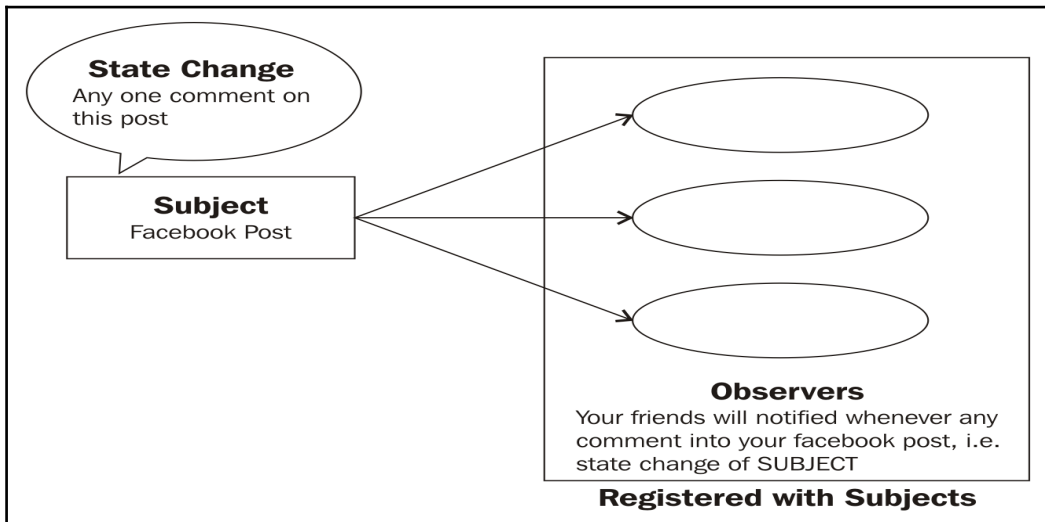 State Change
Any one comment on
this post
Subject
Facebook Post
Observers
Your friends will notified whenever any
comment into your facebook post, i.e.
state change of SUBJECT
Registered with Subjects